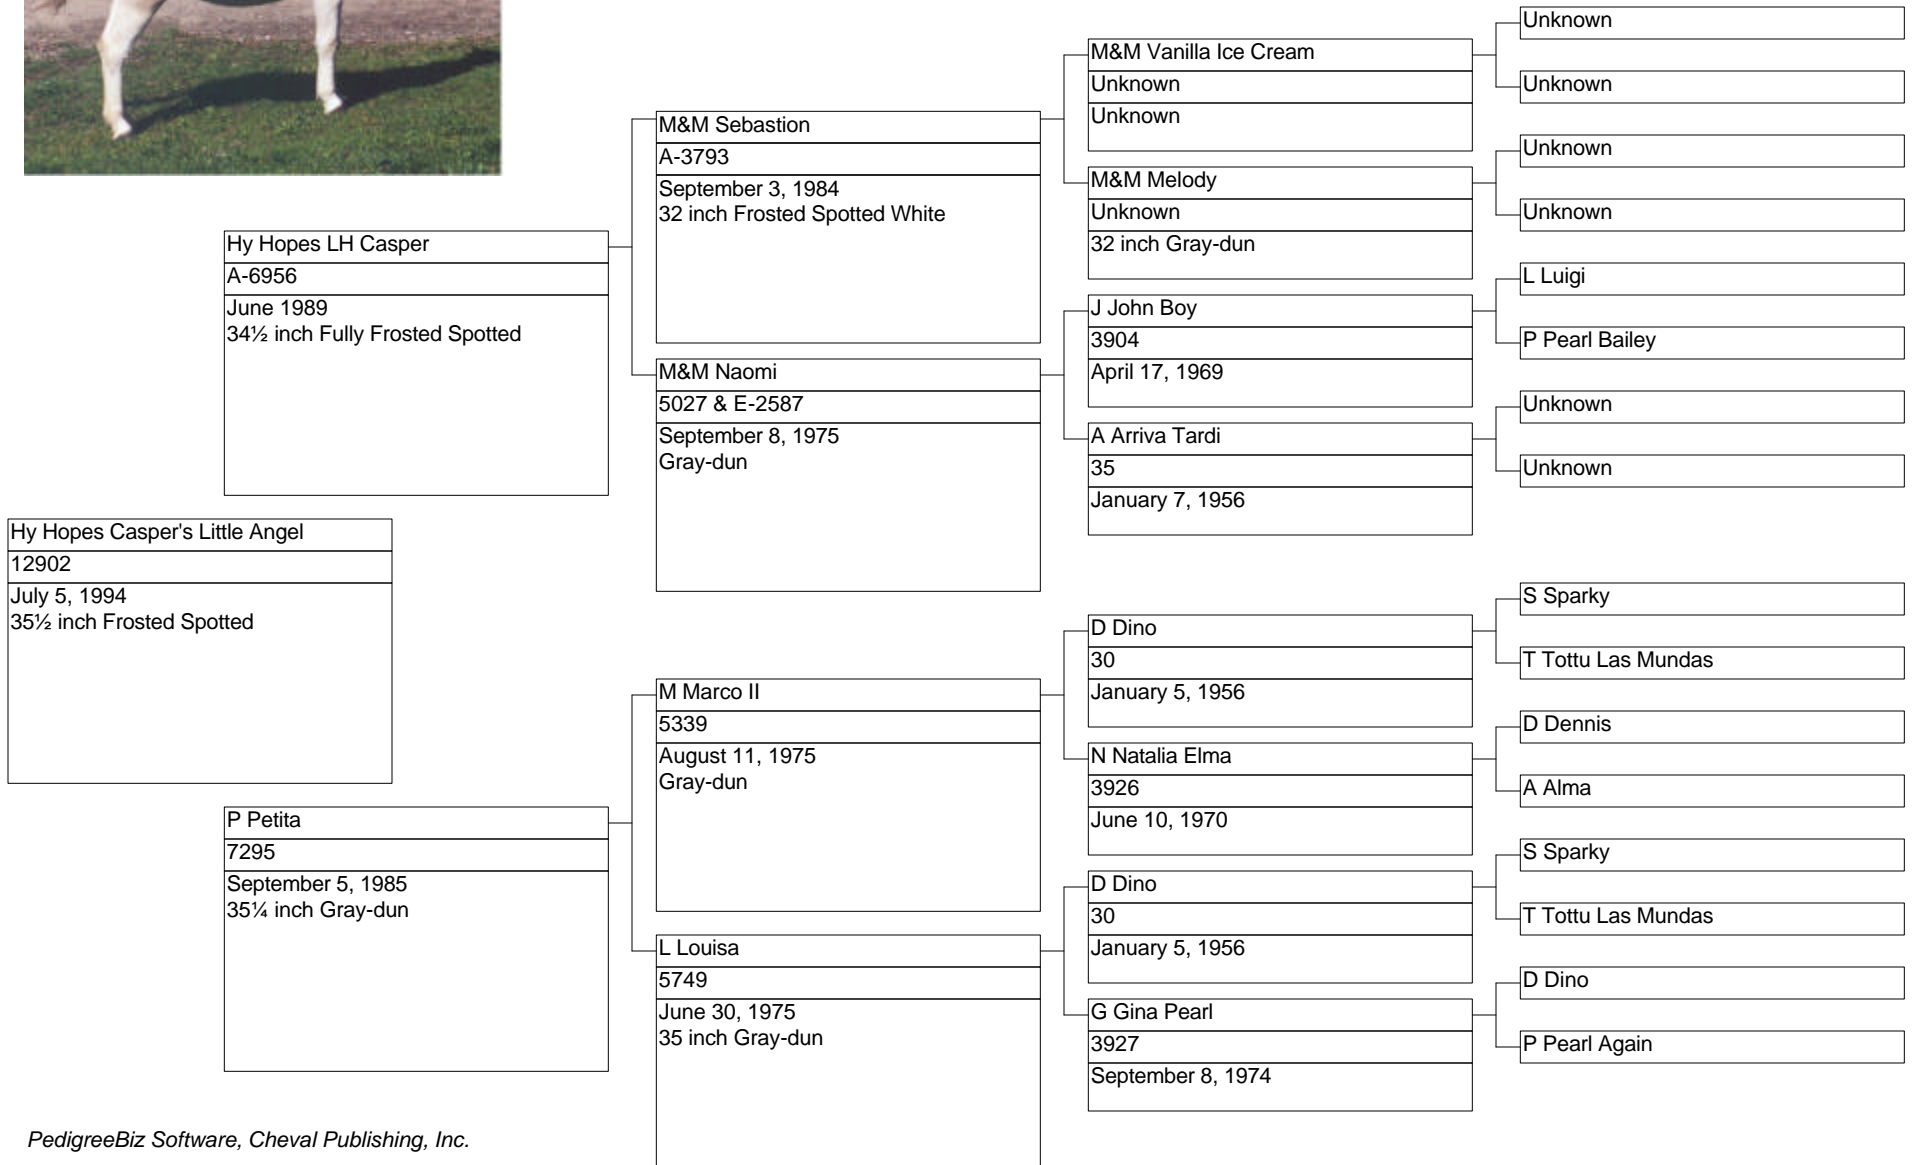 Hy Hopes Casper's Little Angel
12902
July 5, 1994
35½ inch Frosted Spotted
Hy Hopes LH Casper
A-6956
June 1989
34½ inch Fully Frosted Spotted
P Petita
7295
September 5, 1985
35¼ inch Gray-dun
M&M Sebastion
A-3793
September 3, 1984
32 inch Frosted Spotted White
M&M Naomi
5027 & E-2587
September 8, 1975
Gray-dun
M Marco II
5339
August 11, 1975
Gray-dun
L Louisa
5749
June 30, 1975
35 inch Gray-dun
M&M Vanilla Ice Cream
Unknown
Unknown
M&M Melody
Unknown
32 inch Gray-dun
J John Boy
3904
April 17, 1969
A Arriva Tardi
35
January 7, 1956
D Dino
30
January 5, 1956
N Natalia Elma
3926
June 10, 1970
D Dino
30
January 5, 1956
G Gina Pearl
3927
September 8, 1974
Unknown
Unknown
Unknown
Unknown
L Luigi
P Pearl Bailey
Unknown
Unknown
S Sparky
T Tottu Las Mundas
D Dennis
A Alma
S Sparky
T Tottu Las Mundas
D Dino
P Pearl Again
PedigreeBiz Software, Cheval Publishing, Inc.